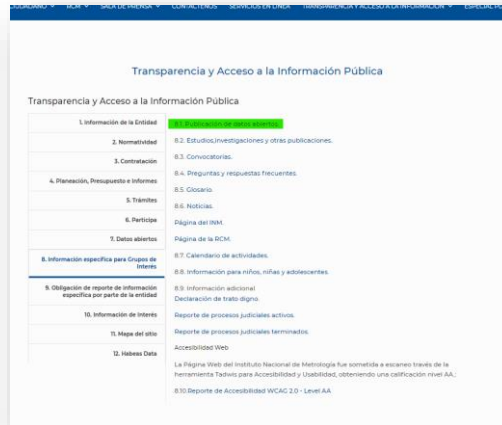 CIUDADANO RCM SALA DE PRENSA CONTÁCTENOS SERVICIOS EN LÍNEA TRANSPARENCIA Y ACCESO A LA INFORMACIÓN ESPECIAL
Transparencia y Acceso a la Información Pública
Transparencia y Acceso a la Información Pública
1. Información de la Entidad
2. Normatividad
3. Contratación
4. Planeación, Presupuesto e Informes
5. Trámites
6. Participa
7. Datos abiertos
8. Información específica para Grupos de
Interés
9. Obligación de reporte de información
específica por parte de la entidad
10. Información de Interés
11. Mapa del sitio
12. Habeas Data
8.1. Publicación de datos abiertos.
8.2. Estudios,investigaciones y otras publicaciones.
8.3. Convocatorias.
8.4. Preguntas y respuestas frecuentes.
8.5. Glosario.
8.6. Noticias.
Página del INM.
Página de la RCM.
8.7. Calendario de actividades.
8.8. Información para niños, niñas y adolescentes.
8.9. Información adicional
Declaración de trato digno.
Reporte de procesos judiciales activos.
Reporte de procesos judiciales terminados.
Accesibilidad Web
La Página Web del Instituto Nacional de Metrología fue sometida a escaneo través de la
herramienta Tadwis para Accesibilidad y Usabilidad, obteniendo una calificación nivel AA.:
8.10.Reporte de Accesibilidad WCAG 2.0 - Level AA